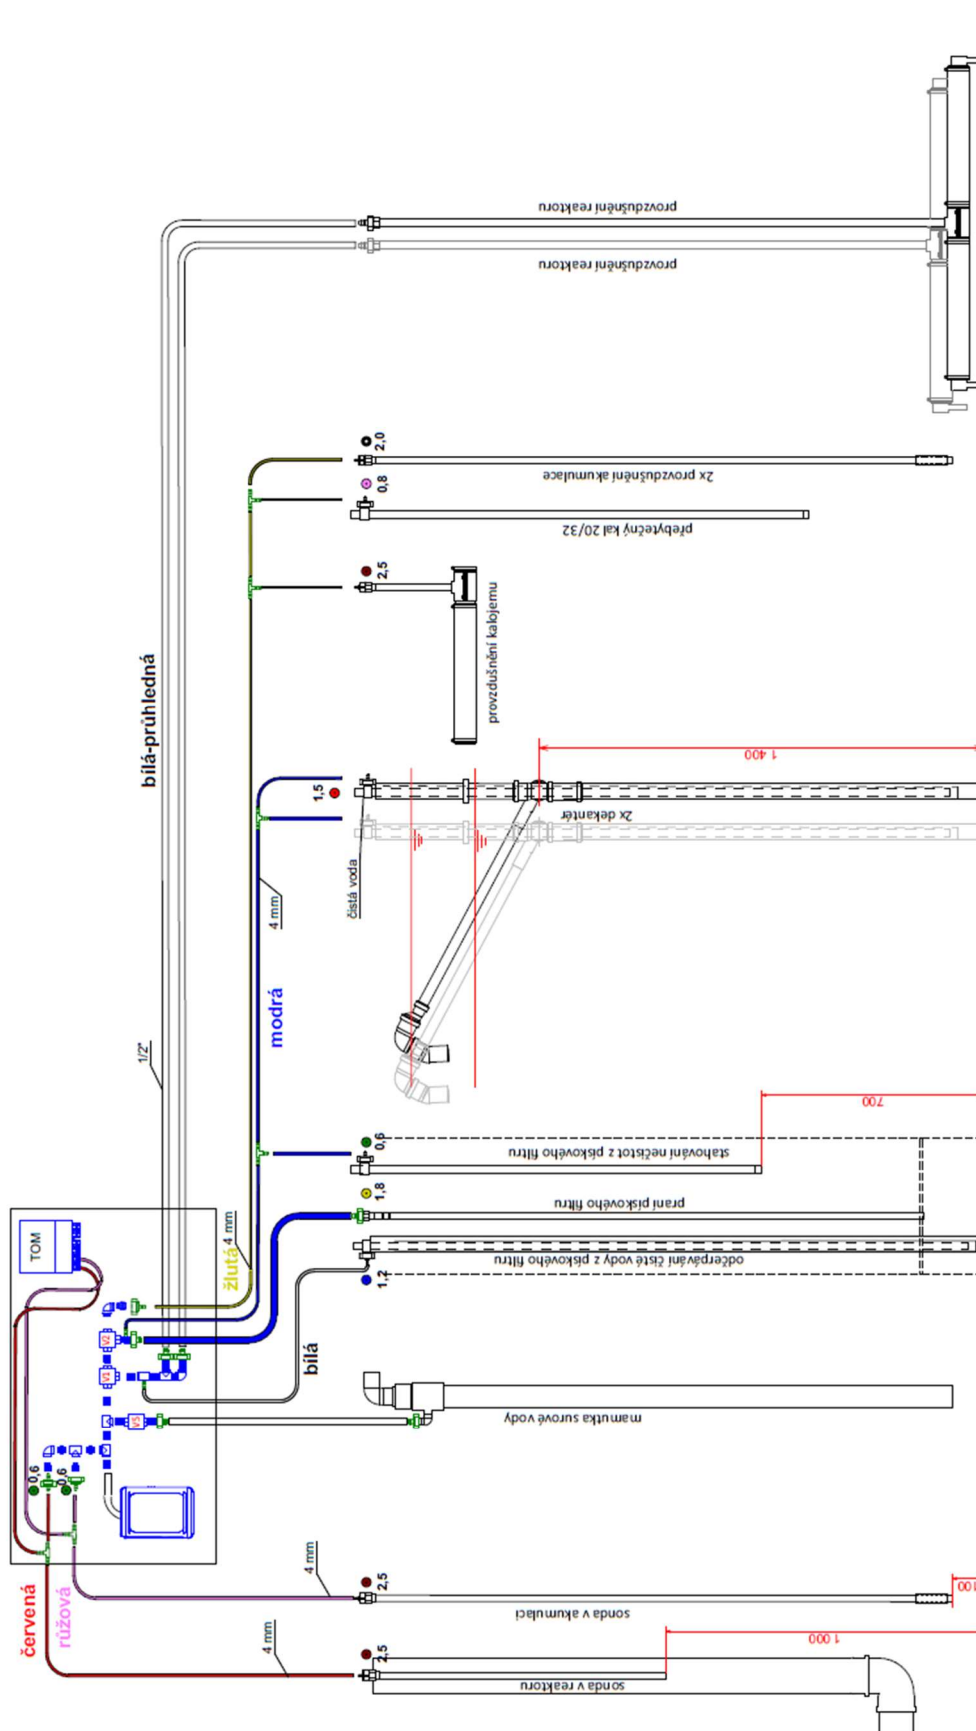 provzdušnění reaktoru
provzdušnění reaktoru
2,0
2x provzdušnění akumulace
0,8
přebytečný kal 20/32
2,5
provzdušnění kalojemu
bílá-průhledná
1 400
1,5
2x dekantér
čistá voda
4 mm
modrá
1/2"
700
0,6
stahování nečistot z pískového filtru
1,8
praní pískového filtru
odčerpávání čisté vody z pískového filtru
1,2
TOM
4 mm
žlutá
V2
V1
V3
bílá
mamutka surové vody
0,6
0,6
červená
růžová
4 mm
2,5
sonda v akumulaci
100
4 mm
2,5
sonda v reaktoru
1 000